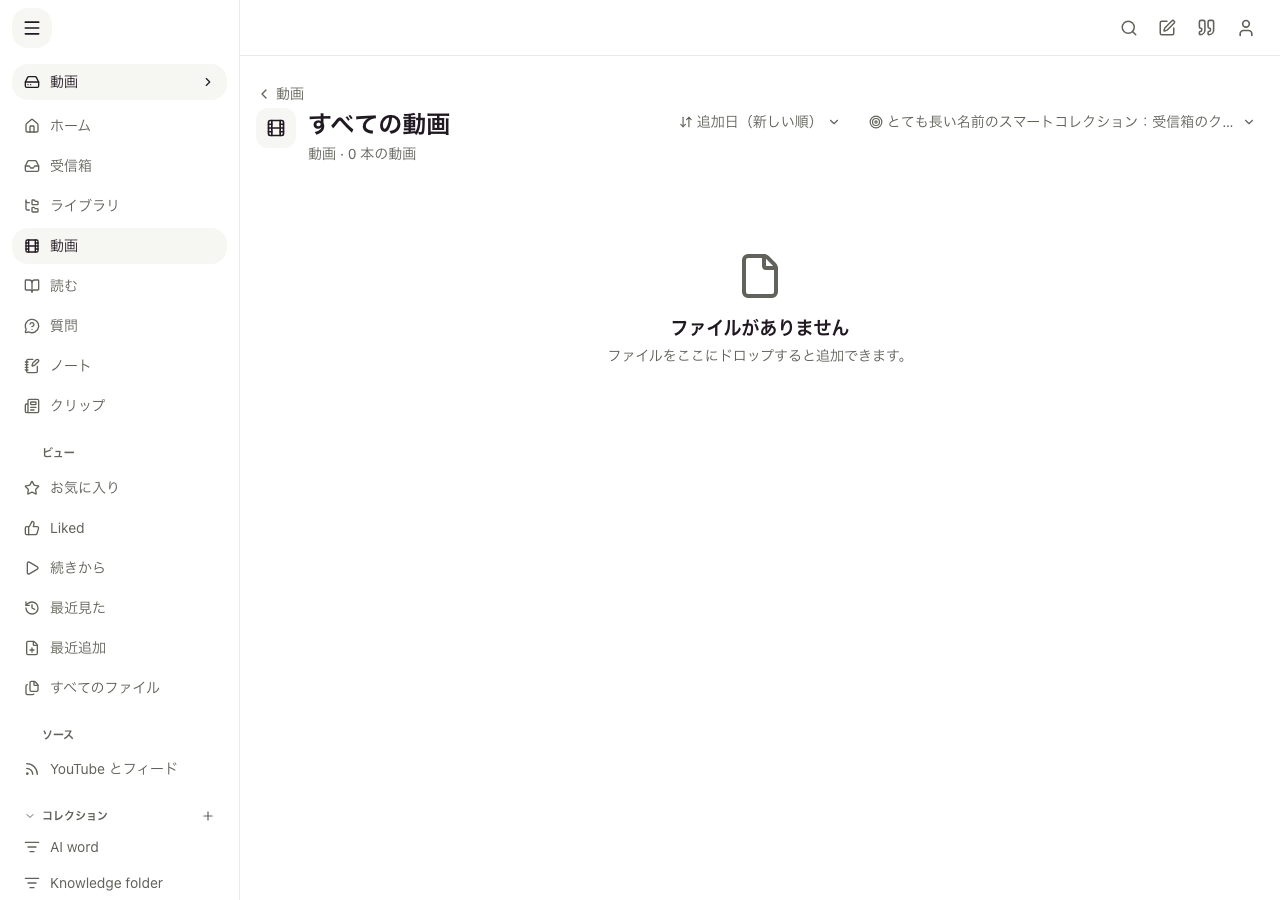 動画
ホーム
受信箱
ライブラリ
動画
読む
質問
ノート
クリップ
ビュー
お気に入り
Liked
続きから
最近見た
最近追加
すべてのファイル
ソース
YouTube とフィード
コレクション
AI word
Knowledge folder
動画
すべての動画
動画 · 0 本の動画
追加日（新しい順）
とても長い名前のスマートコレクション：受信箱のク...
ファイルがありません
ファイルをここにドロップすると追加できます。